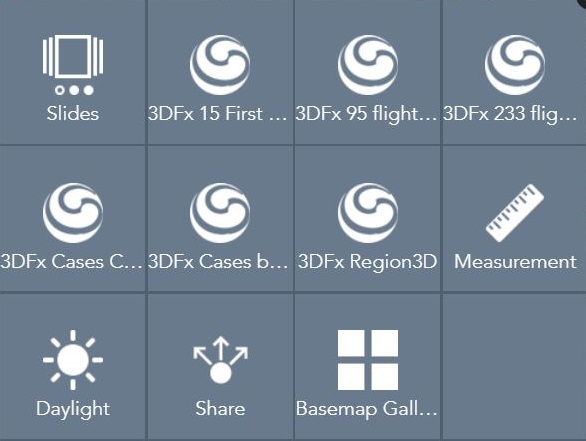 Slides
3DFx 15 First ...
3DFx 95 flight...
3DFx 233 flig...
3DFx Cases C...
3DFx Cases b...
3DFx Region3D
Measurement
Daylight
Share
Basemap Gall...